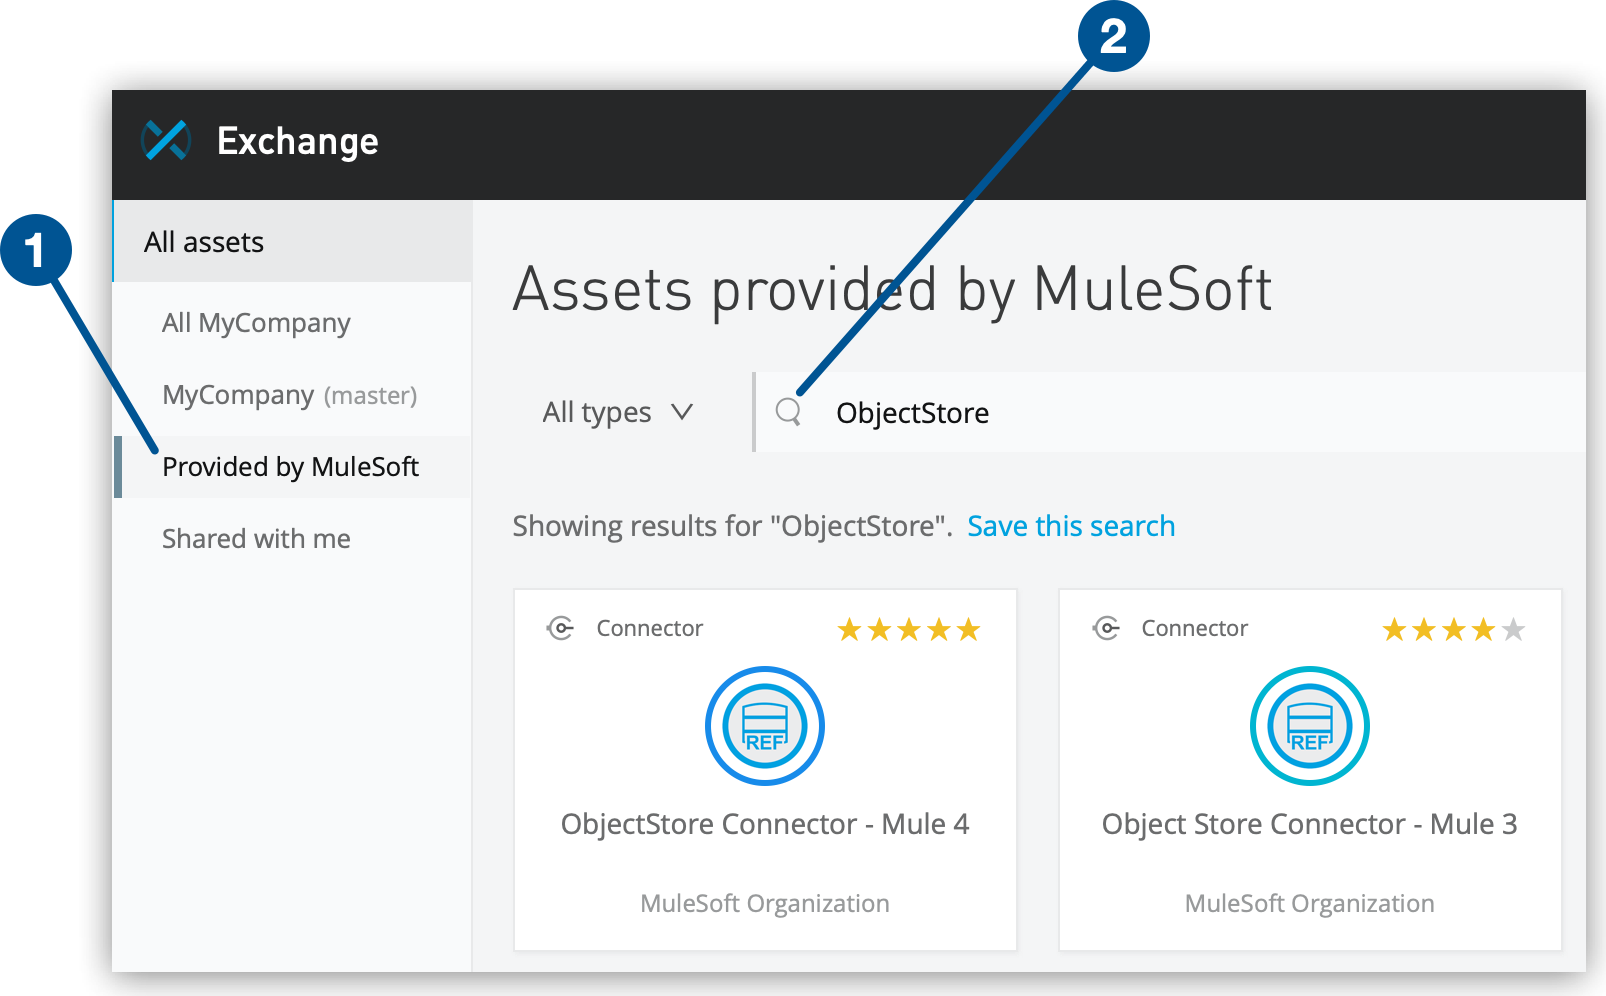 2
Exchange
1
All assets
All MyCompany
MyCompany (master)
Provided by MuleSoft
Shared with me
Assets provided by MuleSoft
All types
ObjectStore
Showing results for "ObjectStore". Save this search
Connector
REF
ObjectStore Connector - Mule 4
MuleSoft Organization
Connector
REF
Object Store Connector - Mule 3
MuleSoft Organization